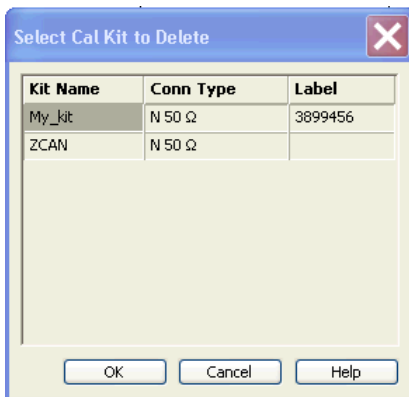 Select Cal Kit to Delete
Kit Name Conn Type Label
My_kit N 50 Ω 3899456
ZCAN N 50 Ω
OK Cancel Help